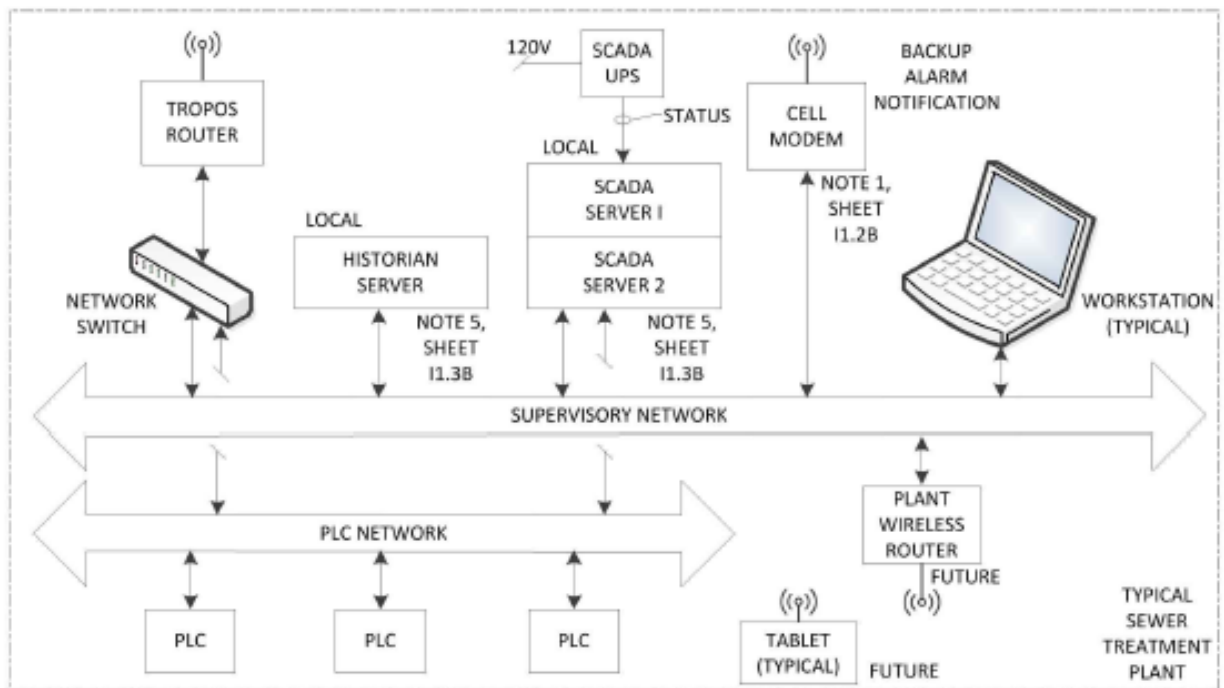 120V
SCADA
UPS
BACKUP
ALARM
NOTIFICATION
TROPOS
ROUTER
STATUS
CELL
MODEM
LOCAL
SCADA
SERVER I
NOTE 1,
SHEET
I1.2B
LOCAL
HISTORIAN
SERVER
SCADA
SERVER 2
NETWORK
SWITCH
WORKSTATION
(TYPICAL)
NOTE 5,
SHEET
I1.3B
NOTE 5,
SHEET
I1.3B
SUPERVISORY NETWORK
PLC NETWORK
PLANT
WIRELESS
ROUTER
FUTURE
PLC
PLC
PLC
TABLET
(TYPICAL)
FUTURE
TYPICAL
SEWER
TREATMENT
PLANT